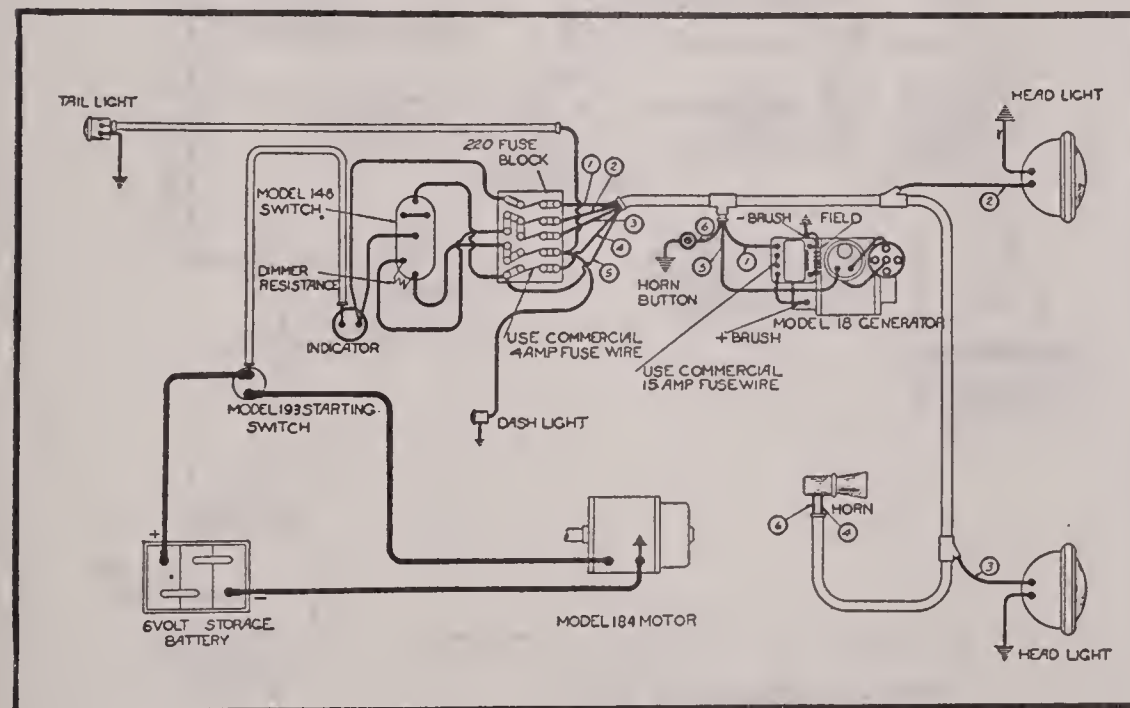 TAIL LIGHT
HEAD LIGHT
220 FUSE
BLOCK
1
2
MODEL 148
SWITCH
3
2
- BRUSH
FIELD
6
4
5
5
1
DIMMER
RESISTANCE
HORN
BUTTON
INDICATOR
USE COMMERCIAL
4 AMP FUSE WIRE
MODEL 18 GENERATOR
+ BRUSH
USE COMMERCIAL
15 AMP FUSE WIRE
MODEL 193 STARTING
SWITCH
DASH LIGHT
HORN
6
4
+
-
3
6 VOLT STORAGE
BATTERY
MODEL 184 MOTOR
HEAD LIGHT